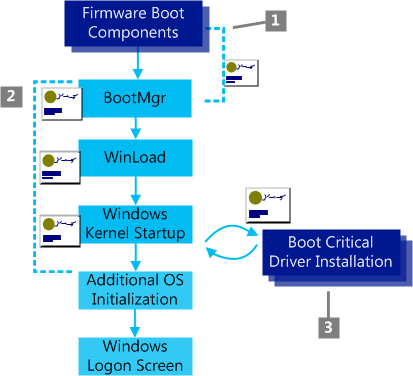 Firmware Boot
Components
1
2
BootMgr
WinLoad
Windows
Kernel Startup
Boot Critical
Driver Installation
3
Additional OS
Initialization
Windows
Logon Screen